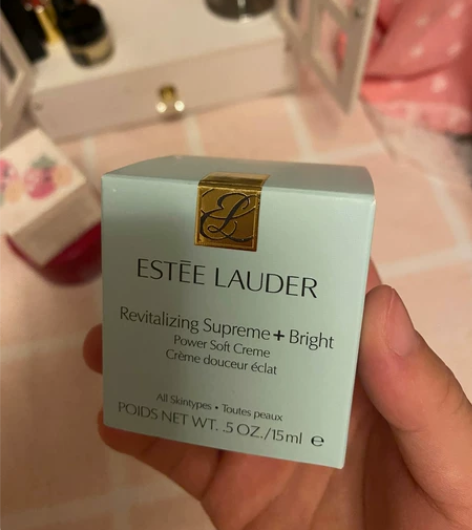 EL
ESTĒE LAUDER
Revitalizing Supreme+ Bright
Power Soft Creme
Crème douceur éclat
All Skintypes • Toutes peaux
POIDS NET WT. .5 OZ./15ml ℮